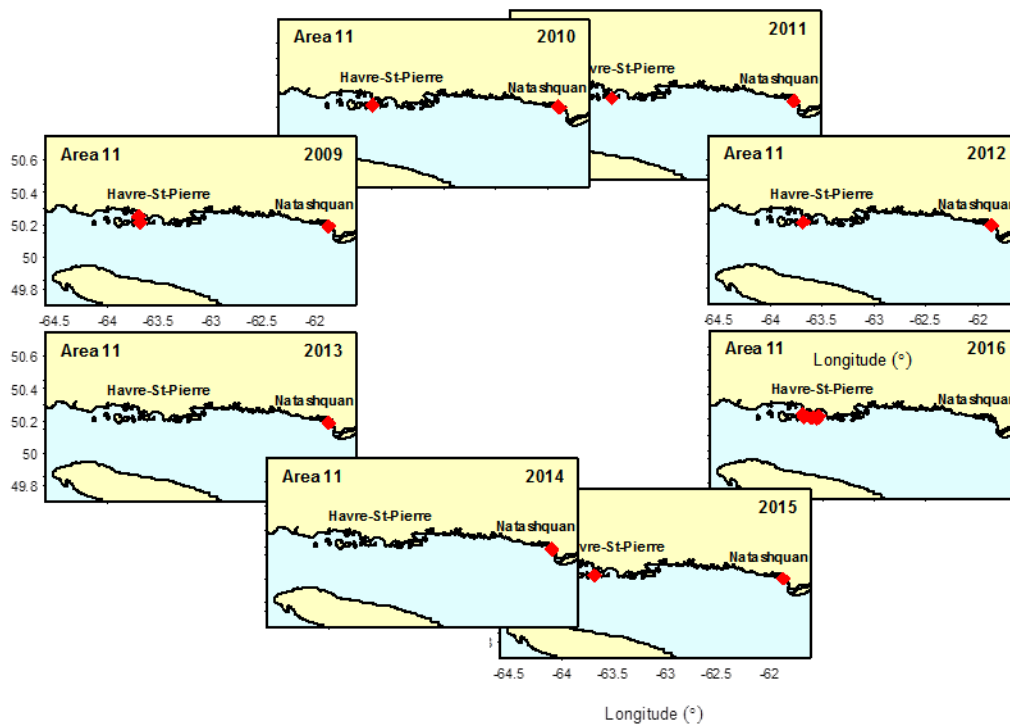 Area 11 2010
Havre-St-Pierre
Natashquan
2011
vre-St-Pierre
Natashquan
Area 11 2009
Havre-St-Pierre
Natashquan
50.6
50.4
50.2
50
49.8
-64.5 -64 -63.5 -63 -62.5 -62
Area 11 2012
Havre-St-Pierre
Natashquan
-64.5 -64 -63.5 -63 -62.5 -62
Area 11 2013
Havre-St-Pierre
Natashquan
50.6
50.4
50.2
50
49.8
Area 11 2016
Longitude (°)
Havre-St-Pierre
Natashquan
Area 11 2014
Havre-St-Pierre
Natashquan
2015
vre-St-Pierre
Natashquan
-64.5 -64 -63.5 -63 -62.5 -62
Longitude (°)